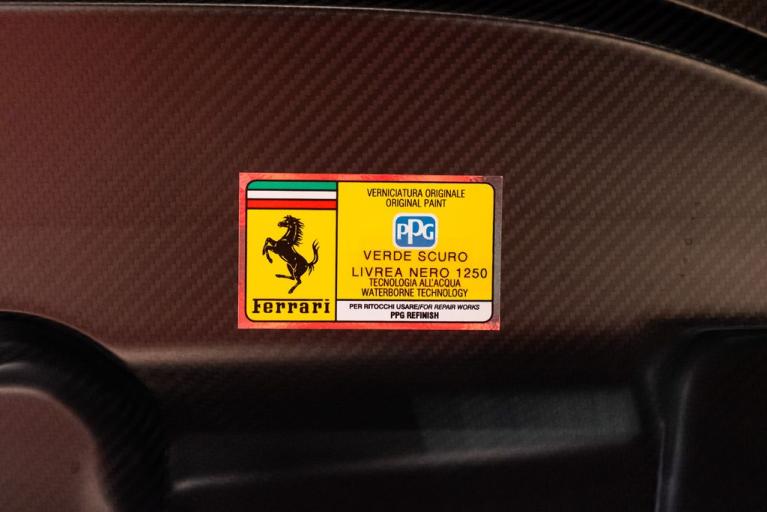 Ferrari
VERNICIATURA ORIGINALE
ORIGINAL PAINT
PPG
VERDE SCURO
LIVREA NERO 1250
TECNOLOGIA ALL'ACQUA
WATERBORNE TECHNOLOGY
PER RITOCCHI USARE/FOR REPAIR WORKS
PPG REFINISH